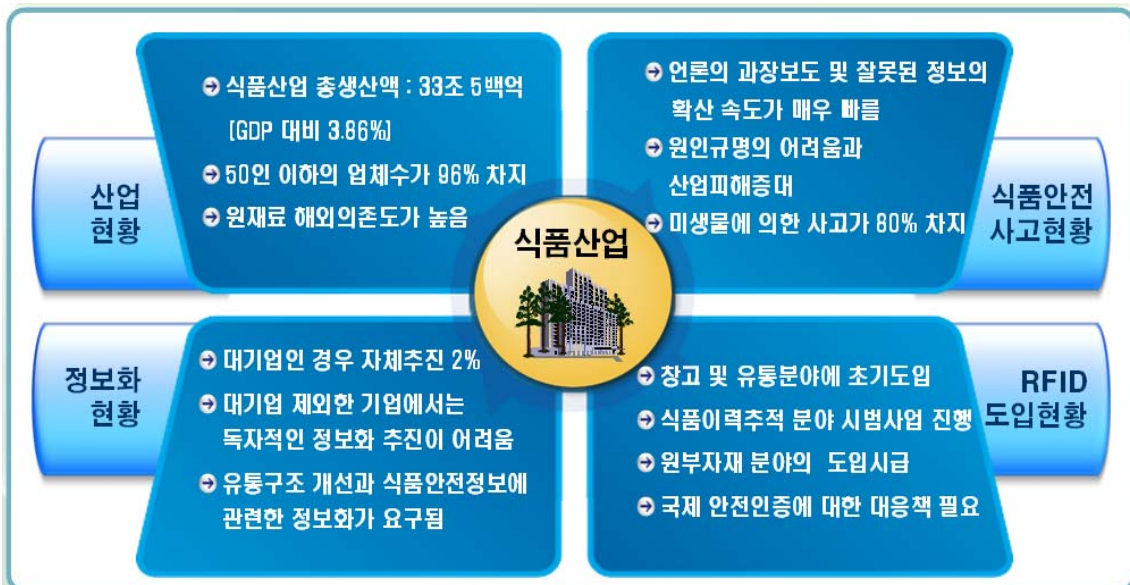 산업
현황
식품산업 총생산액 : 33조 5백억
[GDP 대비 3.86%]
50인 이하의 업체수가 96% 차지
원재료 해외의존도가 높음
언론의 과장보도 및 잘못된 정보의
확산 속도가 매우 빠름
원인규명의 어려움과
산업피해증대
미생물에 의한 사고가 80% 차지
식품안전
사고현황
식품산업
정보화
현황
대기업인 경우 자체추진 2%
대기업 제외한 기업에서는
독자적인 정보화 추진이 어려움
유통구조 개선과 식품안전정보에
관련한 정보화가 요구됨
창고 및 유통분야에 초기도입
식품이력추적 분야 시범사업 진행
원부자재 분야의 도입시급
국제 안전인증에 대한 대응책 필요
RFID
도입현황